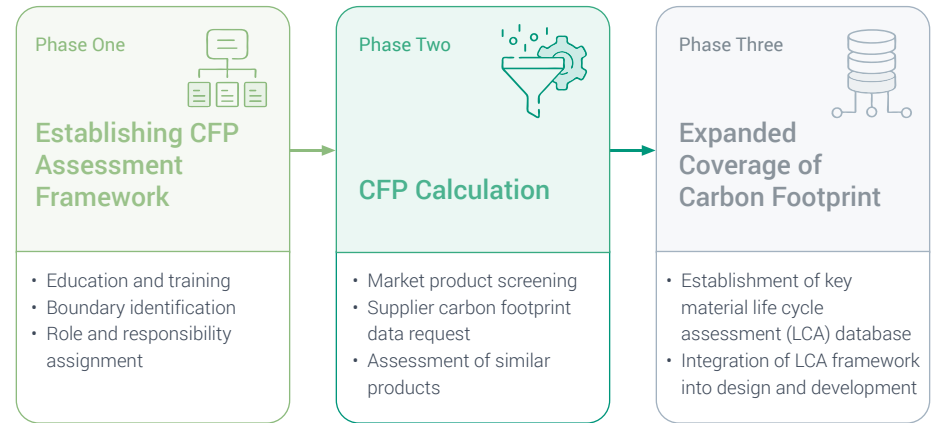 Phase One
Establishing CFP
Assessment
Framework
• Education and training
• Boundary identification
• Role and responsibility
assignment
Phase Two
CFP Calculation
• Market product screening
• Supplier carbon footprint
data request
• Assessment of similar
products
Phase Three
Expanded
Coverage of
Carbon Footprint
• Establishment of key
material life cycle
assessment (LCA) database
• Integration of LCA framework
into design and development